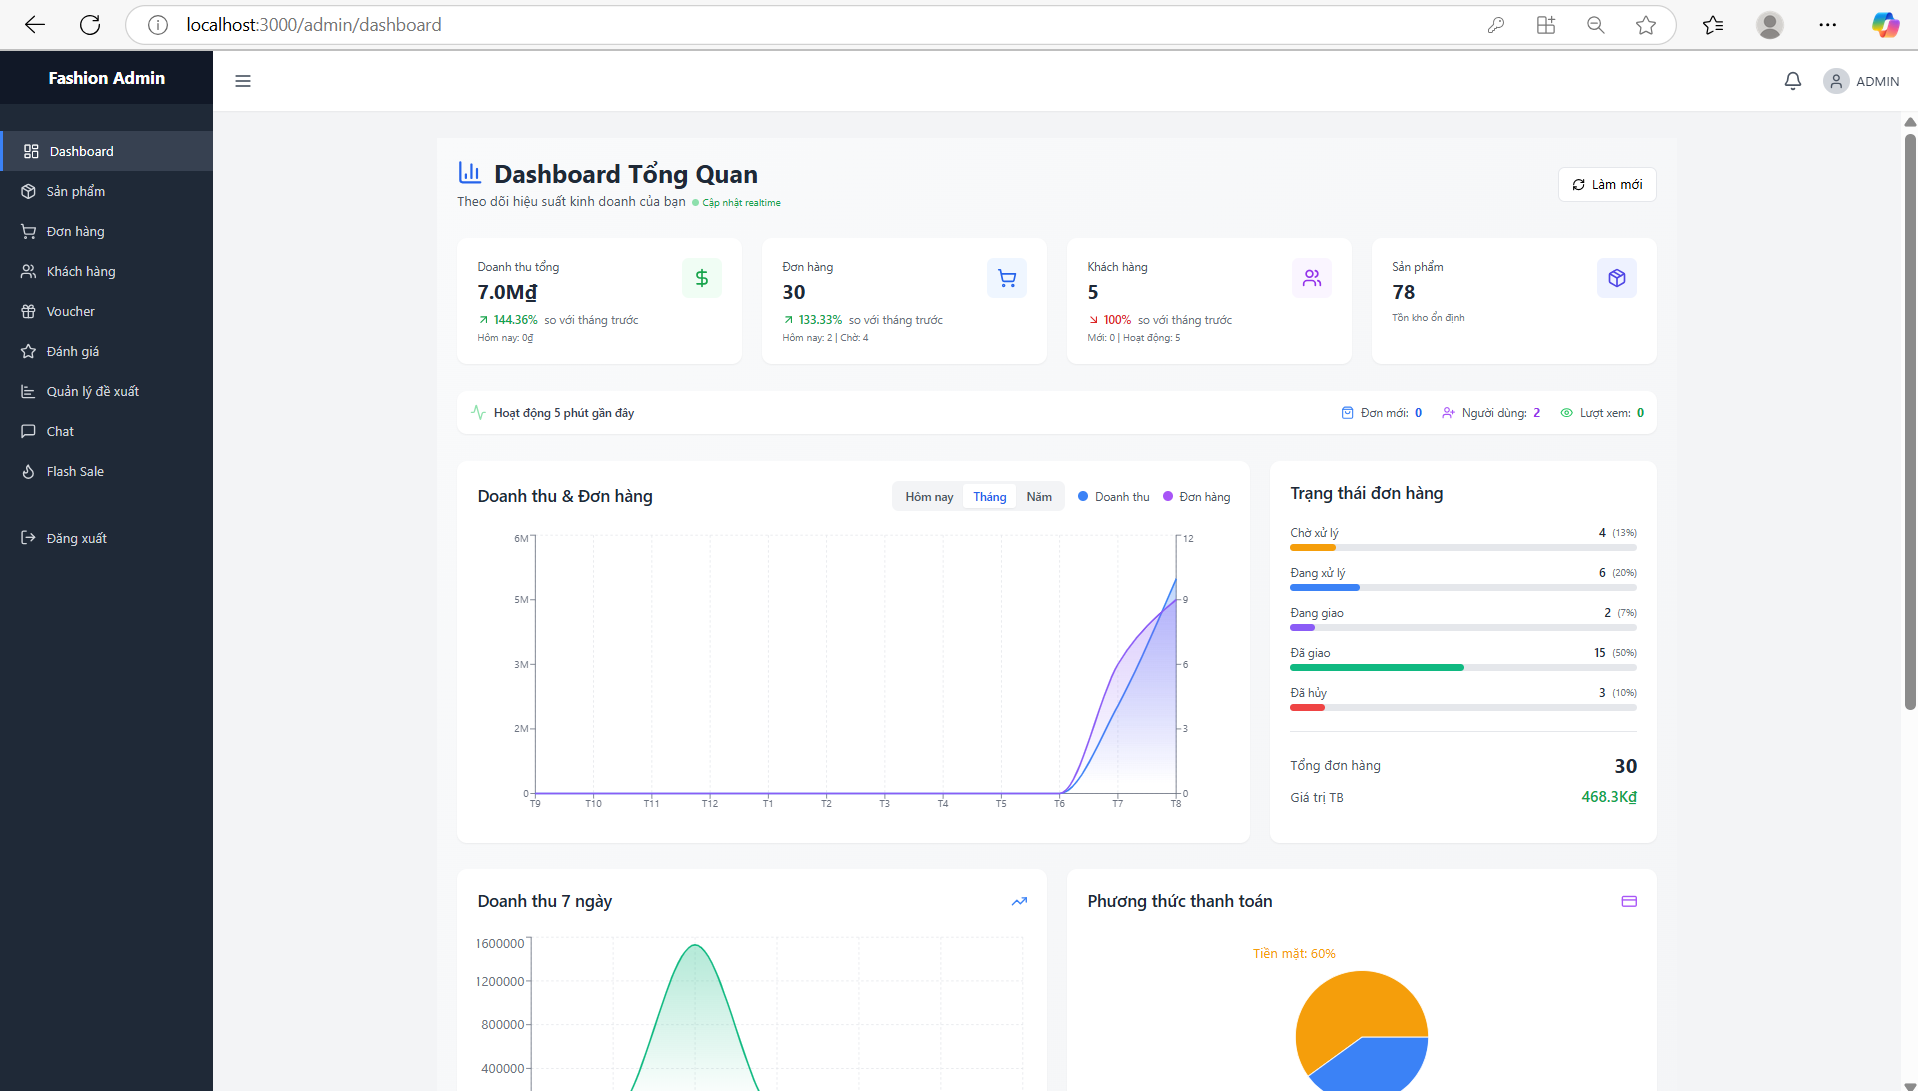 localhost:3000/admin/dashboard
Fashion Admin
ADMIN
Dashboard
Sản phẩm
Đơn hàng
Khách hàng
Voucher
Đánh giá
Quản lý đề xuất
Chat
Flash Sale
Đăng xuất
Dashboard Tổng Quan
Theo dõi hiệu suất kinh doanh của bạn Cập nhật realtime
Làm mới
Doanh thu tổng
7.0M₫
144.36% so với tháng trước
Hôm nay: 0₫
Đơn hàng
30
133.33% so với tháng trước
Hôm nay: 2 | Chờ: 4
Khách hàng
5
100% so với tháng trước
Mới: 0 | Hoạt động: 5
Sản phẩm
78
Tồn kho ổn định
Hoạt động 5 phút gần đây
Đơn mới: 0 Người dùng: 2 Lượt xem: 0
Doanh thu & Đơn hàng
Hôm nay Tháng Năm Doanh thu Đơn hàng
6M 12
5M 9
3M 6
2M 3
0 0
T9 T10 T11 T12 T1 T2 T3 T4 T5 T6 T7 T8
Trạng thái đơn hàng
Chờ xử lý 4 (13%)
Đang xử lý 6 (20%)
Đang giao 2 (7%)
Đã giao 15 (50%)
Đã hủy 3 (10%)
Tổng đơn hàng 30
Giá trị TB 468.3K₫
Doanh thu 7 ngày
1600000
1200000
800000
400000
Phương thức thanh toán
Tiền mặt: 60%